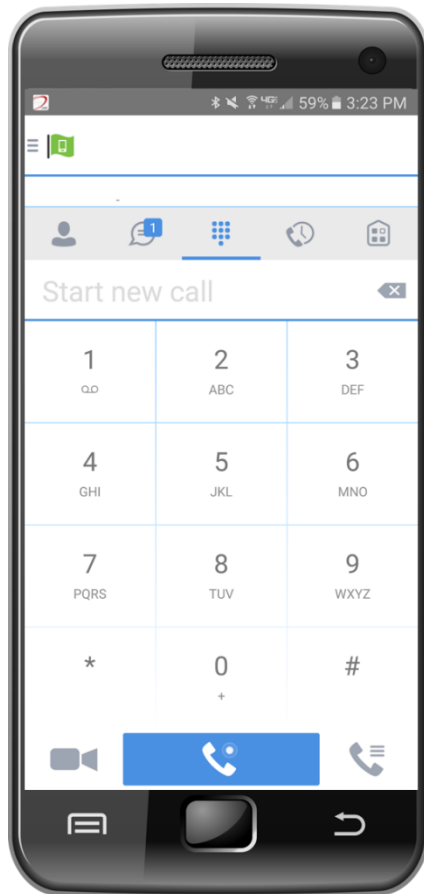 4GE 59% 3:23 PM
1
Start new call
1 2 3
ABC DEF
4 5 6
GHI JKL MNO
7 8 9
PQRS TUV WXYZ
* 0 #
+